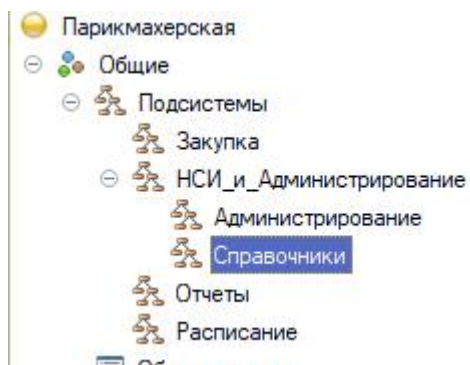 Парикмахерская
Общие
Подсистемы
Закупка
НСИ_и_Администрирование
Администрирование
Справочники
Отчеты
Расписание